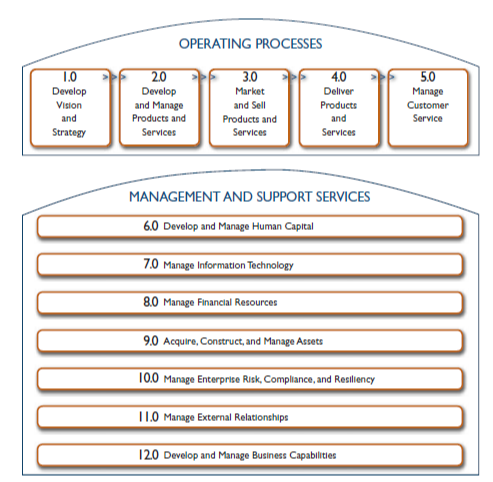 OPERATING PROCESSES
1.0 >>> 2.0 >>> 3.0 >>> 4.0 >>> 5.0
Develop Vision and Strategy
Develop and Manage Products and Services
Market and Sell Products and Services
Deliver Products and Services
Manage Customer Service
MANAGEMENT AND SUPPORT SERVICES
6.0 Develop and Manage Human Capital
7.0 Manage Information Technology
8.0 Manage Financial Resources
9.0 Acquire, Construct, and Manage Assets
10.0 Manage Enterprise Risk, Compliance, and Resiliency
11.0 Manage External Relationships
12.0 Develop and Manage Business Capabilities